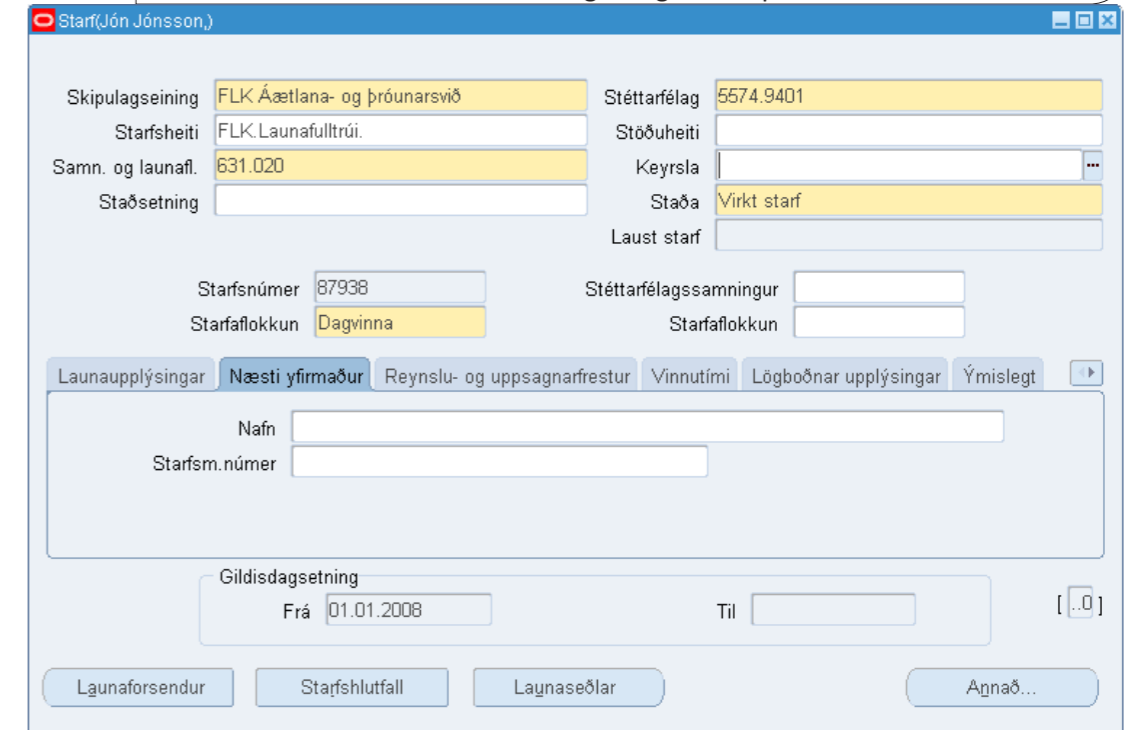 Starf(Jón Jónsson,)
Skipulagseining FLK Áætlana- og þróunarsvið Stéttarfélag 5574.9401
Starfsheiti FLK.Launafulltrúi. Stöðuheiti
Samn. og launafl. 631.020 Keyrsla
Staðsetning Staða Virkt starf
Laust starf
Starfsnúmer 87938 Stéttarfélagssamningur
Starfaflokkun Dagvinna Starfaflokkun
Launaupplýsingar Næsti yfirmaður Reynslu- og uppsagnarfrestur Vinnutími Lögboðnar upplýsingar Ýmislegt
Nafn
Starfsm.númer
Gildisdagsetning
Frá 01.01.2008 Til [ ..0 ]
Launaforsendur Starfshlutfall Launaseðlar Annað...